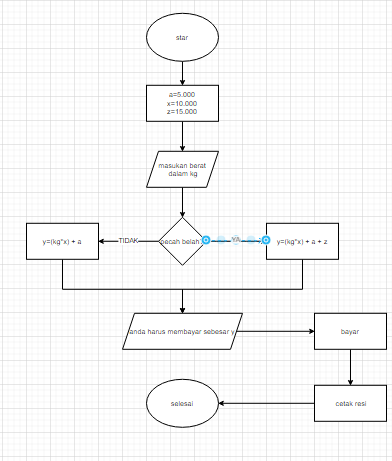 star
a=5.000
x=10.000
z=15.000
masukan berat
dalam kg
y=(kg*x) + a
TIDAK
pecah belah?
YA
y=(kg*x) + a + z
anda harus membayar sebesar y
bayar
selesai
cetak resi